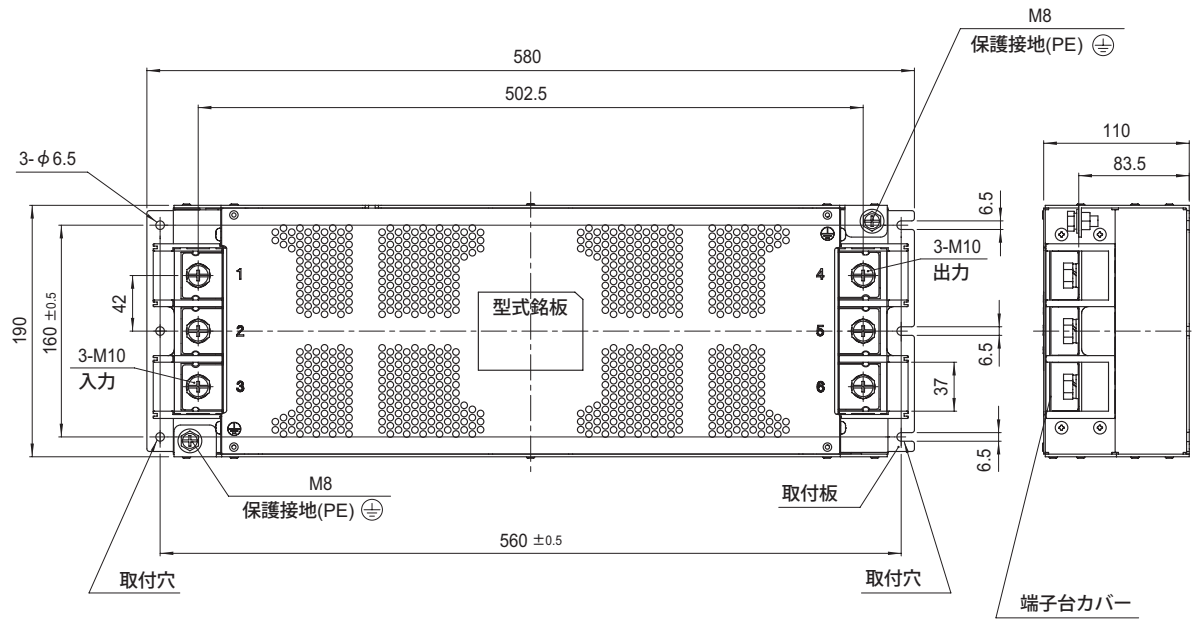 M8
保護接地(PE)
580
502.5
110
83.5
3-φ6.5
6.5
3-M10
出力
1
4
42
型式銘板
190
160 ±0.5
2
5
6.5
3-M10
入力
3
6
37
6.5
M8
保護接地(PE)
取付板
560 ±0.5
取付穴
取付穴
端子台カバー